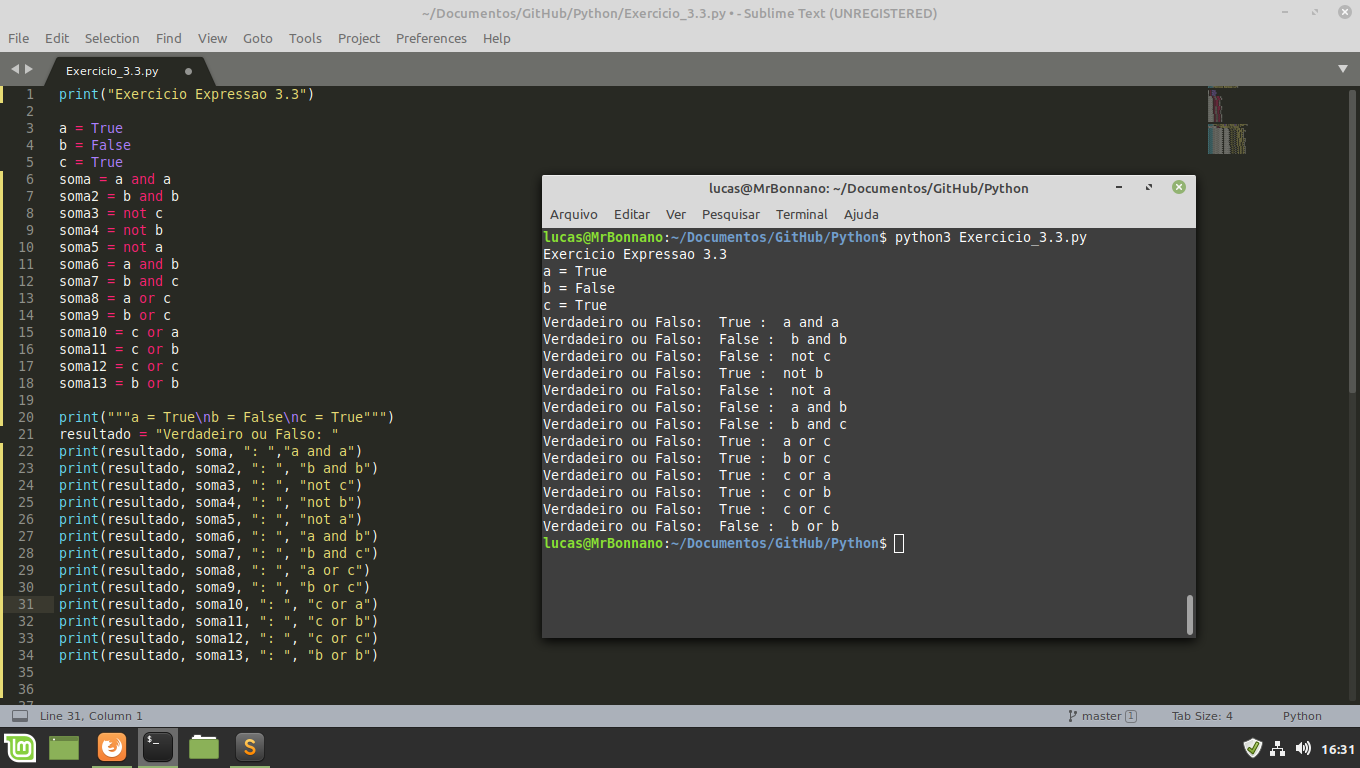 ~/Documentos/GitHub/Python/Exercicio_3.3.py • - Sublime Text (UNREGISTERED)
File Edit Selection Find View Goto Tools Project Preferences Help
Exercicio_3.3.py
1 print("Exercicio Expressao 3.3")
2
3 a = True
4 b = False
5 c = True
6 soma = a and a
7 soma2 = b and b
8 soma3 = not c
9 soma4 = not b
10 soma5 = not a
11 soma6 = a and b
12 soma7 = b and c
13 soma8 = a or c
14 soma9 = b or c
15 soma10 = c or a
16 soma11 = c or b
17 soma12 = c or c
18 soma13 = b or b
19
20 print("""a = True\nb = False\nc = True""")
21 resultado = "Verdadeiro ou Falso: "
22 print(resultado, soma, ": ","a and a")
23 print(resultado, soma2, ": ", "b and b")
24 print(resultado, soma3, ": ", "not c")
25 print(resultado, soma4, ": ", "not b")
26 print(resultado, soma5, ": ", "not a")
27 print(resultado, soma6, ": ", "a and b")
28 print(resultado, soma7, ": ", "b and c")
29 print(resultado, soma8, ": ", "a or c")
30 print(resultado, soma9, ": ", "b or c")
31 print(resultado, soma10, ": ", "c or a")
32 print(resultado, soma11, ": ", "c or b")
33 print(resultado, soma12, ": ", "c or c")
34 print(resultado, soma13, ": ", "b or b")
35
36
37
lucas@MrBonnano: ~/Documentos/GitHub/Python
Arquivo Editar Ver Pesquisar Terminal Ajuda
lucas@MrBonnano:~/Documentos/GitHub/Python$ python3 Exercicio_3.3.py
Exercicio Expressao 3.3
a = True
b = False
c = True
Verdadeiro ou Falso:  True :  a and a
Verdadeiro ou Falso:  False :  b and b
Verdadeiro ou Falso:  False :  not c
Verdadeiro ou Falso:  True :  not b
Verdadeiro ou Falso:  False :  not a
Verdadeiro ou Falso:  False :  a and b
Verdadeiro ou Falso:  False :  b and c
Verdadeiro ou Falso:  True :  a or c
Verdadeiro ou Falso:  True :  b or c
Verdadeiro ou Falso:  True :  c or a
Verdadeiro ou Falso:  True :  c or b
Verdadeiro ou Falso:  True :  c or c
Verdadeiro ou Falso:  False :  b or b
lucas@MrBonnano:~/Documentos/GitHub/Python$
Line 31, Column 1 master 1 Tab Size: 4 Python
$_ S 16:31